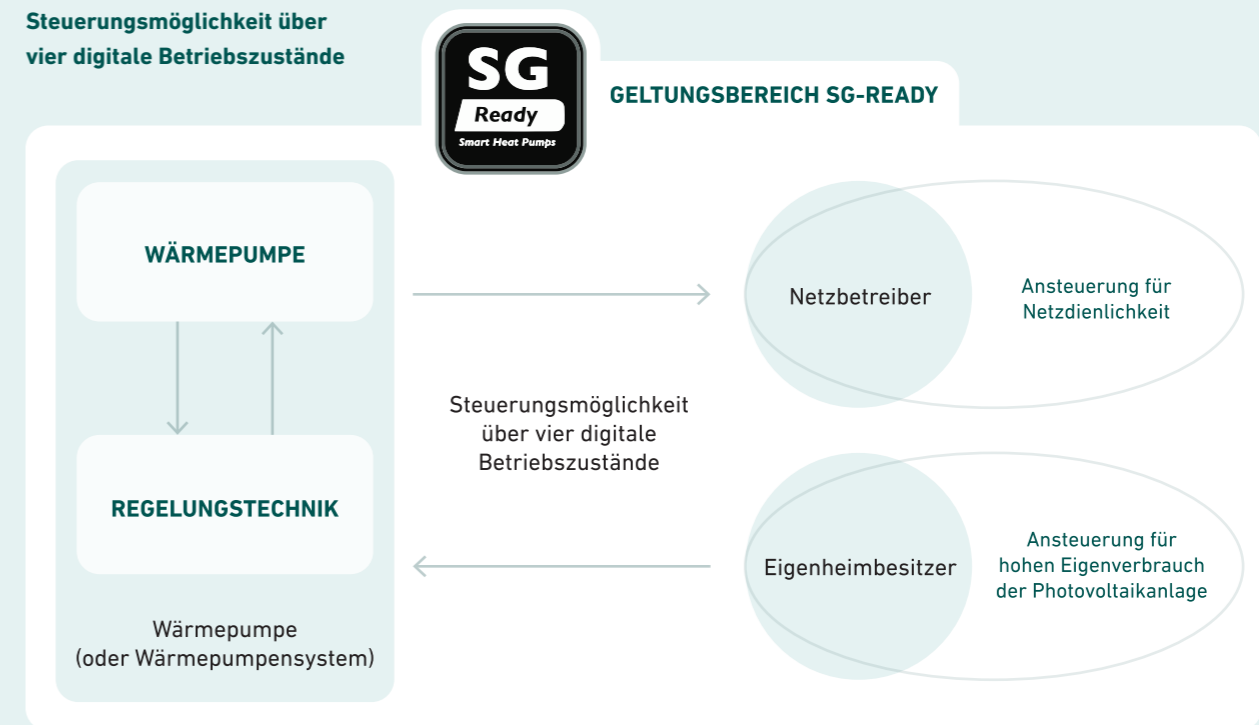 Steuerungsmöglichkeit über
vier digitale Betriebszustände
SG
Ready
Smart Heat Pumps
GELTUNGSBEREICH SG-READY
WÄRMEPUMPE
REGELUNGSTECHNIK
Wärmepumpe
(oder Wärmepumpensystem)
Steuerungsmöglichkeit
über vier digitale
Betriebszustände
Netzbetreiber
Ansteuerung für
Netzdienlichkeit
Eigenheimbesitzer
Ansteuerung für
hohen Eigenverbrauch
der Photovoltaikanlage